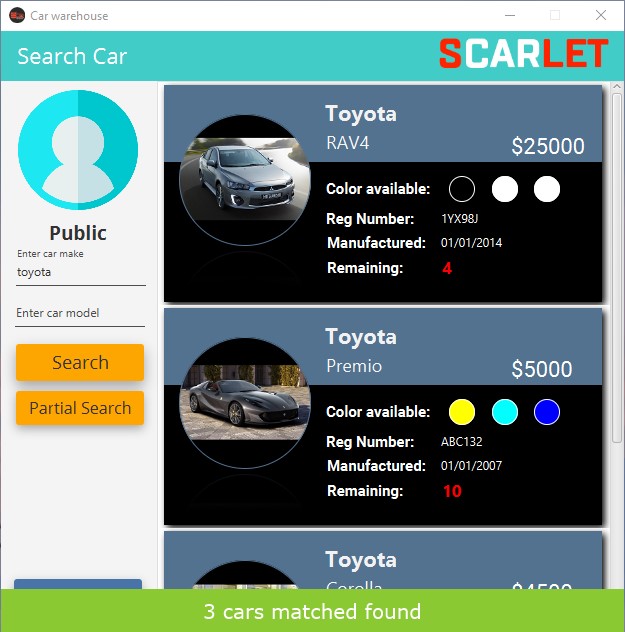 Car warehouse
Search Car
SCARLET
Public
Enter car make
toyota
Enter car model
Search
Partial Search
Toyota
RAV4
$25000
Color available:
Reg Number: 1YX98J
Manufactured: 01/01/2014
Remaining: 4
Toyota
Premio
$5000
Color available:
Reg Number: ABC132
Manufactured: 01/01/2007
Remaining: 10
Toyota
Corolla
$4500
3 cars matched found